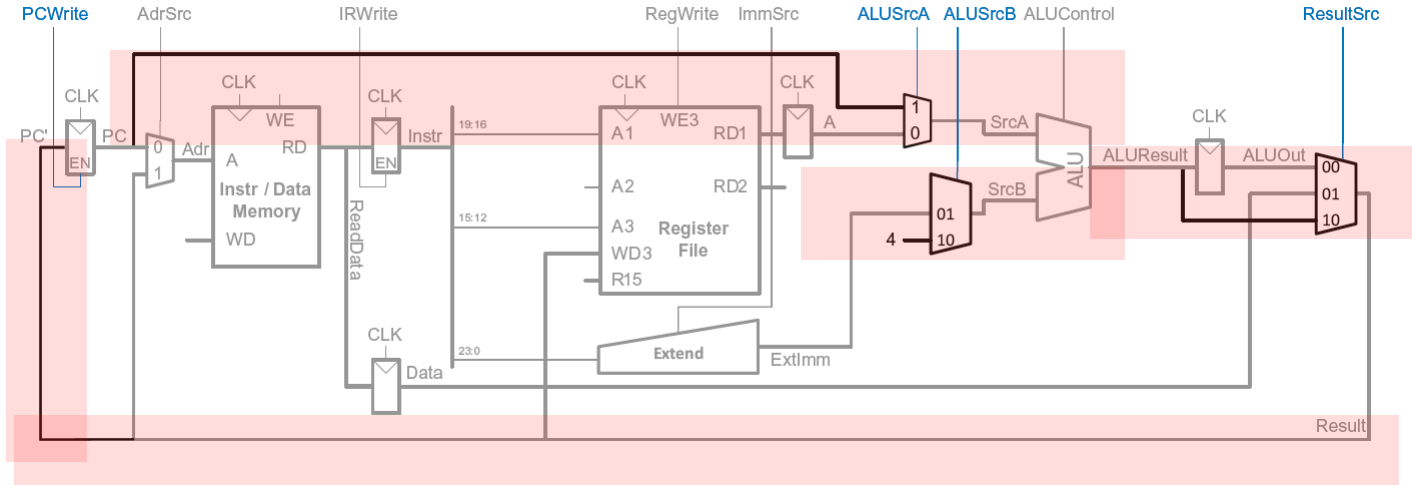 PCWrite AdrSrc IRWrite RegWrite ImmSrc ALUSrcA ALUSrcB ALUControl ResultSrc
CLK CLK CLK CLK CLK CLK
PC' PC EN 0 1 Adr
WE
A RD
Instr / Data
Memory
WD
EN Instr
ReadData
19:16
15:12
23:0
WE3
A1 RD1
A2 RD2
A3
Register
File
WD3
R15
A
1
0
SrcA
01
10
4
SrcB
ALU
ALUResult
CLK
ALUOut
00
01
10
CLK
Data
Extend
ExtImm
Result